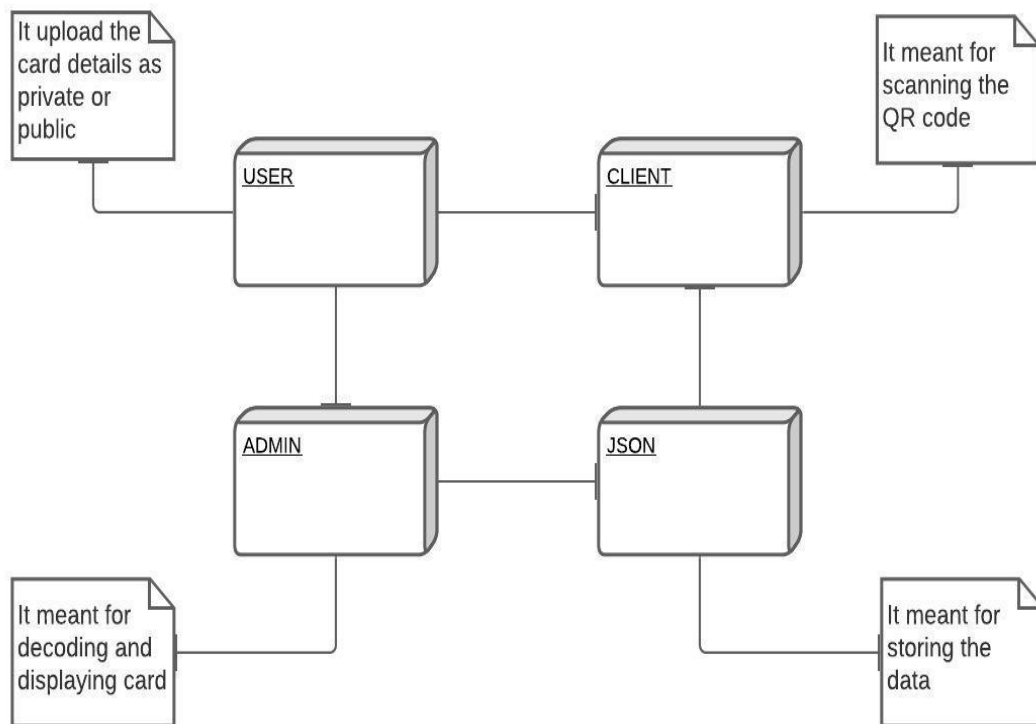 It upload the
card details as
private or
public
It meant for
scanning the
QR code
USER
CLIENT
ADMIN
JSON
It meant for
decoding and
displaying card
It meant for
storing the
data